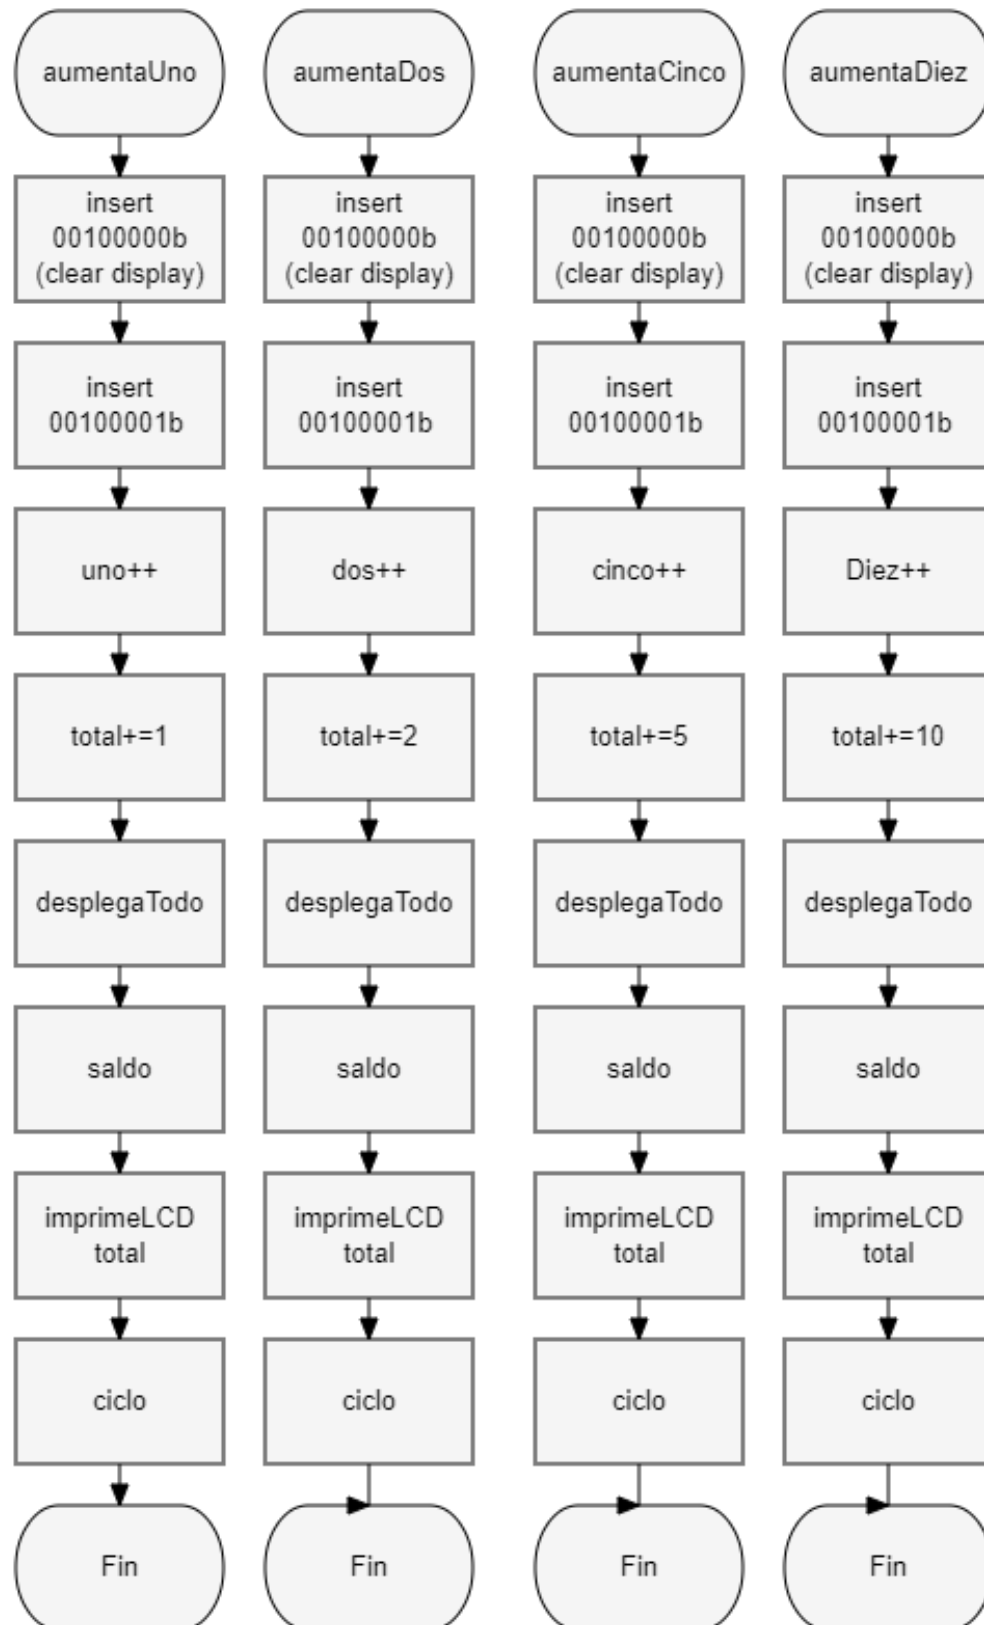 aumentaUno
insert
00100000b
(clear display)
insert
00100001b
uno++
total+=1
desplegaTodo
saldo
imprimeLCD
total
ciclo
Fin
aumentaDos
insert
00100000b
(clear display)
insert
00100001b
dos++
total+=2
desplegaTodo
saldo
imprimeLCD
total
ciclo
Fin
aumentaCinco
insert
00100000b
(clear display)
insert
00100001b
cinco++
total+=5
desplegaTodo
saldo
imprimeLCD
total
ciclo
Fin
aumentaDiez
insert
00100000b
(clear display)
insert
00100001b
Diez++
total+=10
desplegaTodo
saldo
imprimeLCD
total
ciclo
Fin